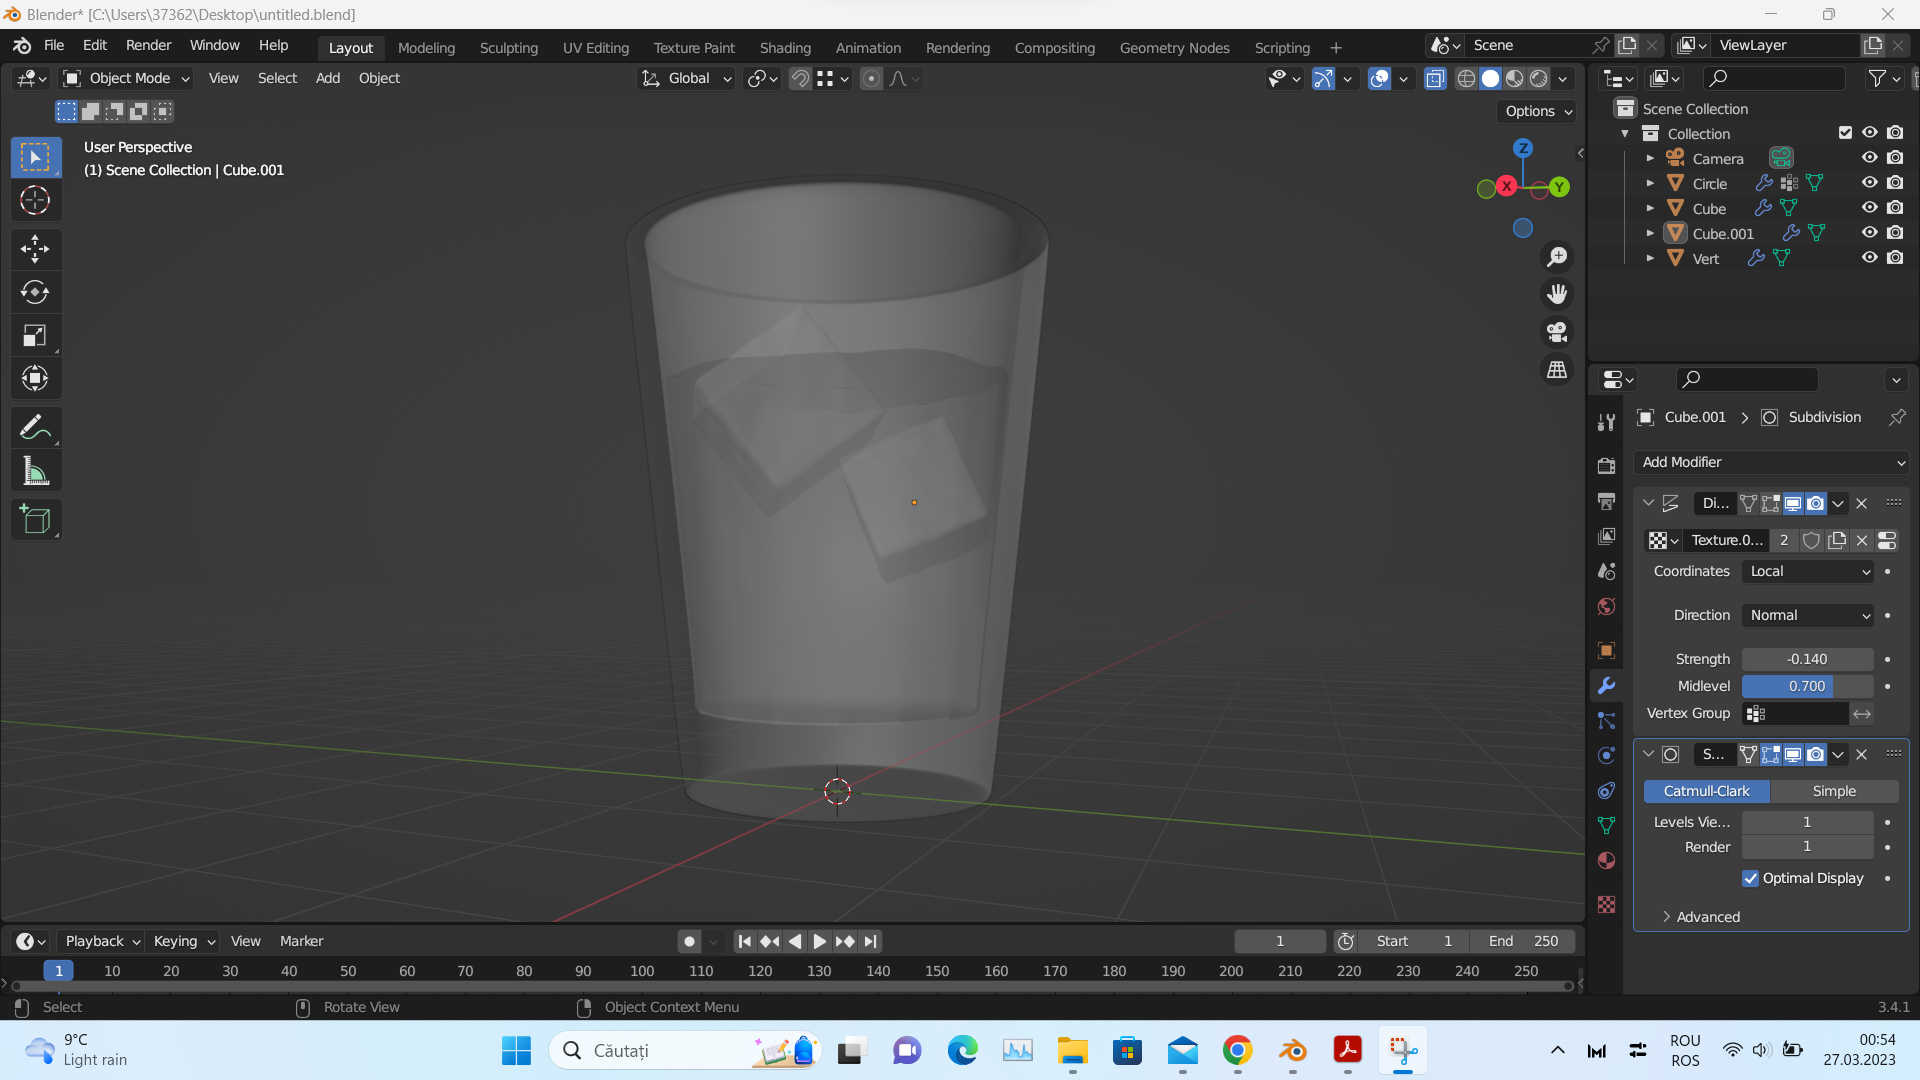 Blender* [C:\Users\37362\Desktop\untitled.blend]
File Edit Render Window Help Layout Modeling Sculpting UV Editing Texture Paint Shading Animation Rendering Compositing Geometry Nodes Scripting + Scene ViewLayer
Object Mode View Select Add Object Global
Options
User Perspective
(1) Scene Collection | Cube.001
Z
X
Y
Scene Collection
Collection
Camera
Circle
Cube
Cube.001
Vert
Cube.001 > Subdivision
Add Modifier
Di...
Texture.0... 2
Coordinates Local
Direction Normal
Strength -0.140
Midlevel 0.700
Vertex Group
S...
Catmull-Clark Simple
Levels Vie... 1
Render 1
Optimal Display
Advanced
Playback Keying View Marker 1 Start 1 End 250
1 10 20 30 40 50 60 70 80 90 100 110 120 130 140 150 160 170 180 190 200 210 220 230 240 250
Select Rotate View Object Context Menu 3.4.1
9°C
Light rain
Căutați
ROU
ROS
00:54
27.03.2023